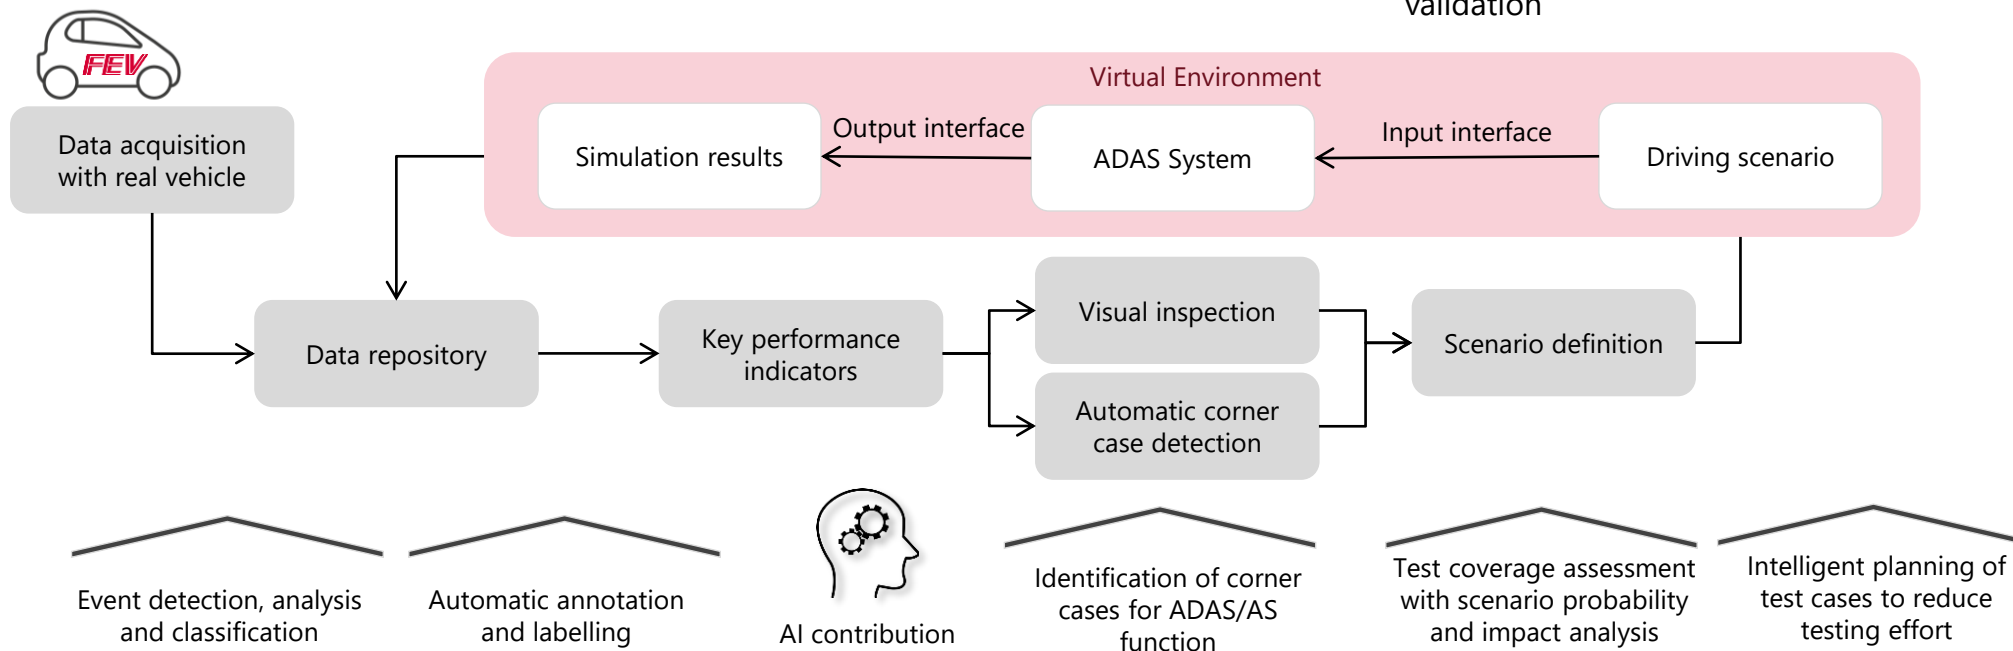 validation
FEV
Virtual Environment
Data acquisition
with real vehicle
Simulation results
Output interface
ADAS System
Input interface
Driving scenario
Data repository
Key performance
indicators
Visual inspection
Automatic corner
case detection
Scenario definition
Event detection, analysis
and classification
Automatic annotation
and labelling
AI contribution
Identification of corner
cases for ADAS/AS
function
Test coverage assessment
with scenario probability
and impact analysis
Intelligent planning of
test cases to reduce
testing effort